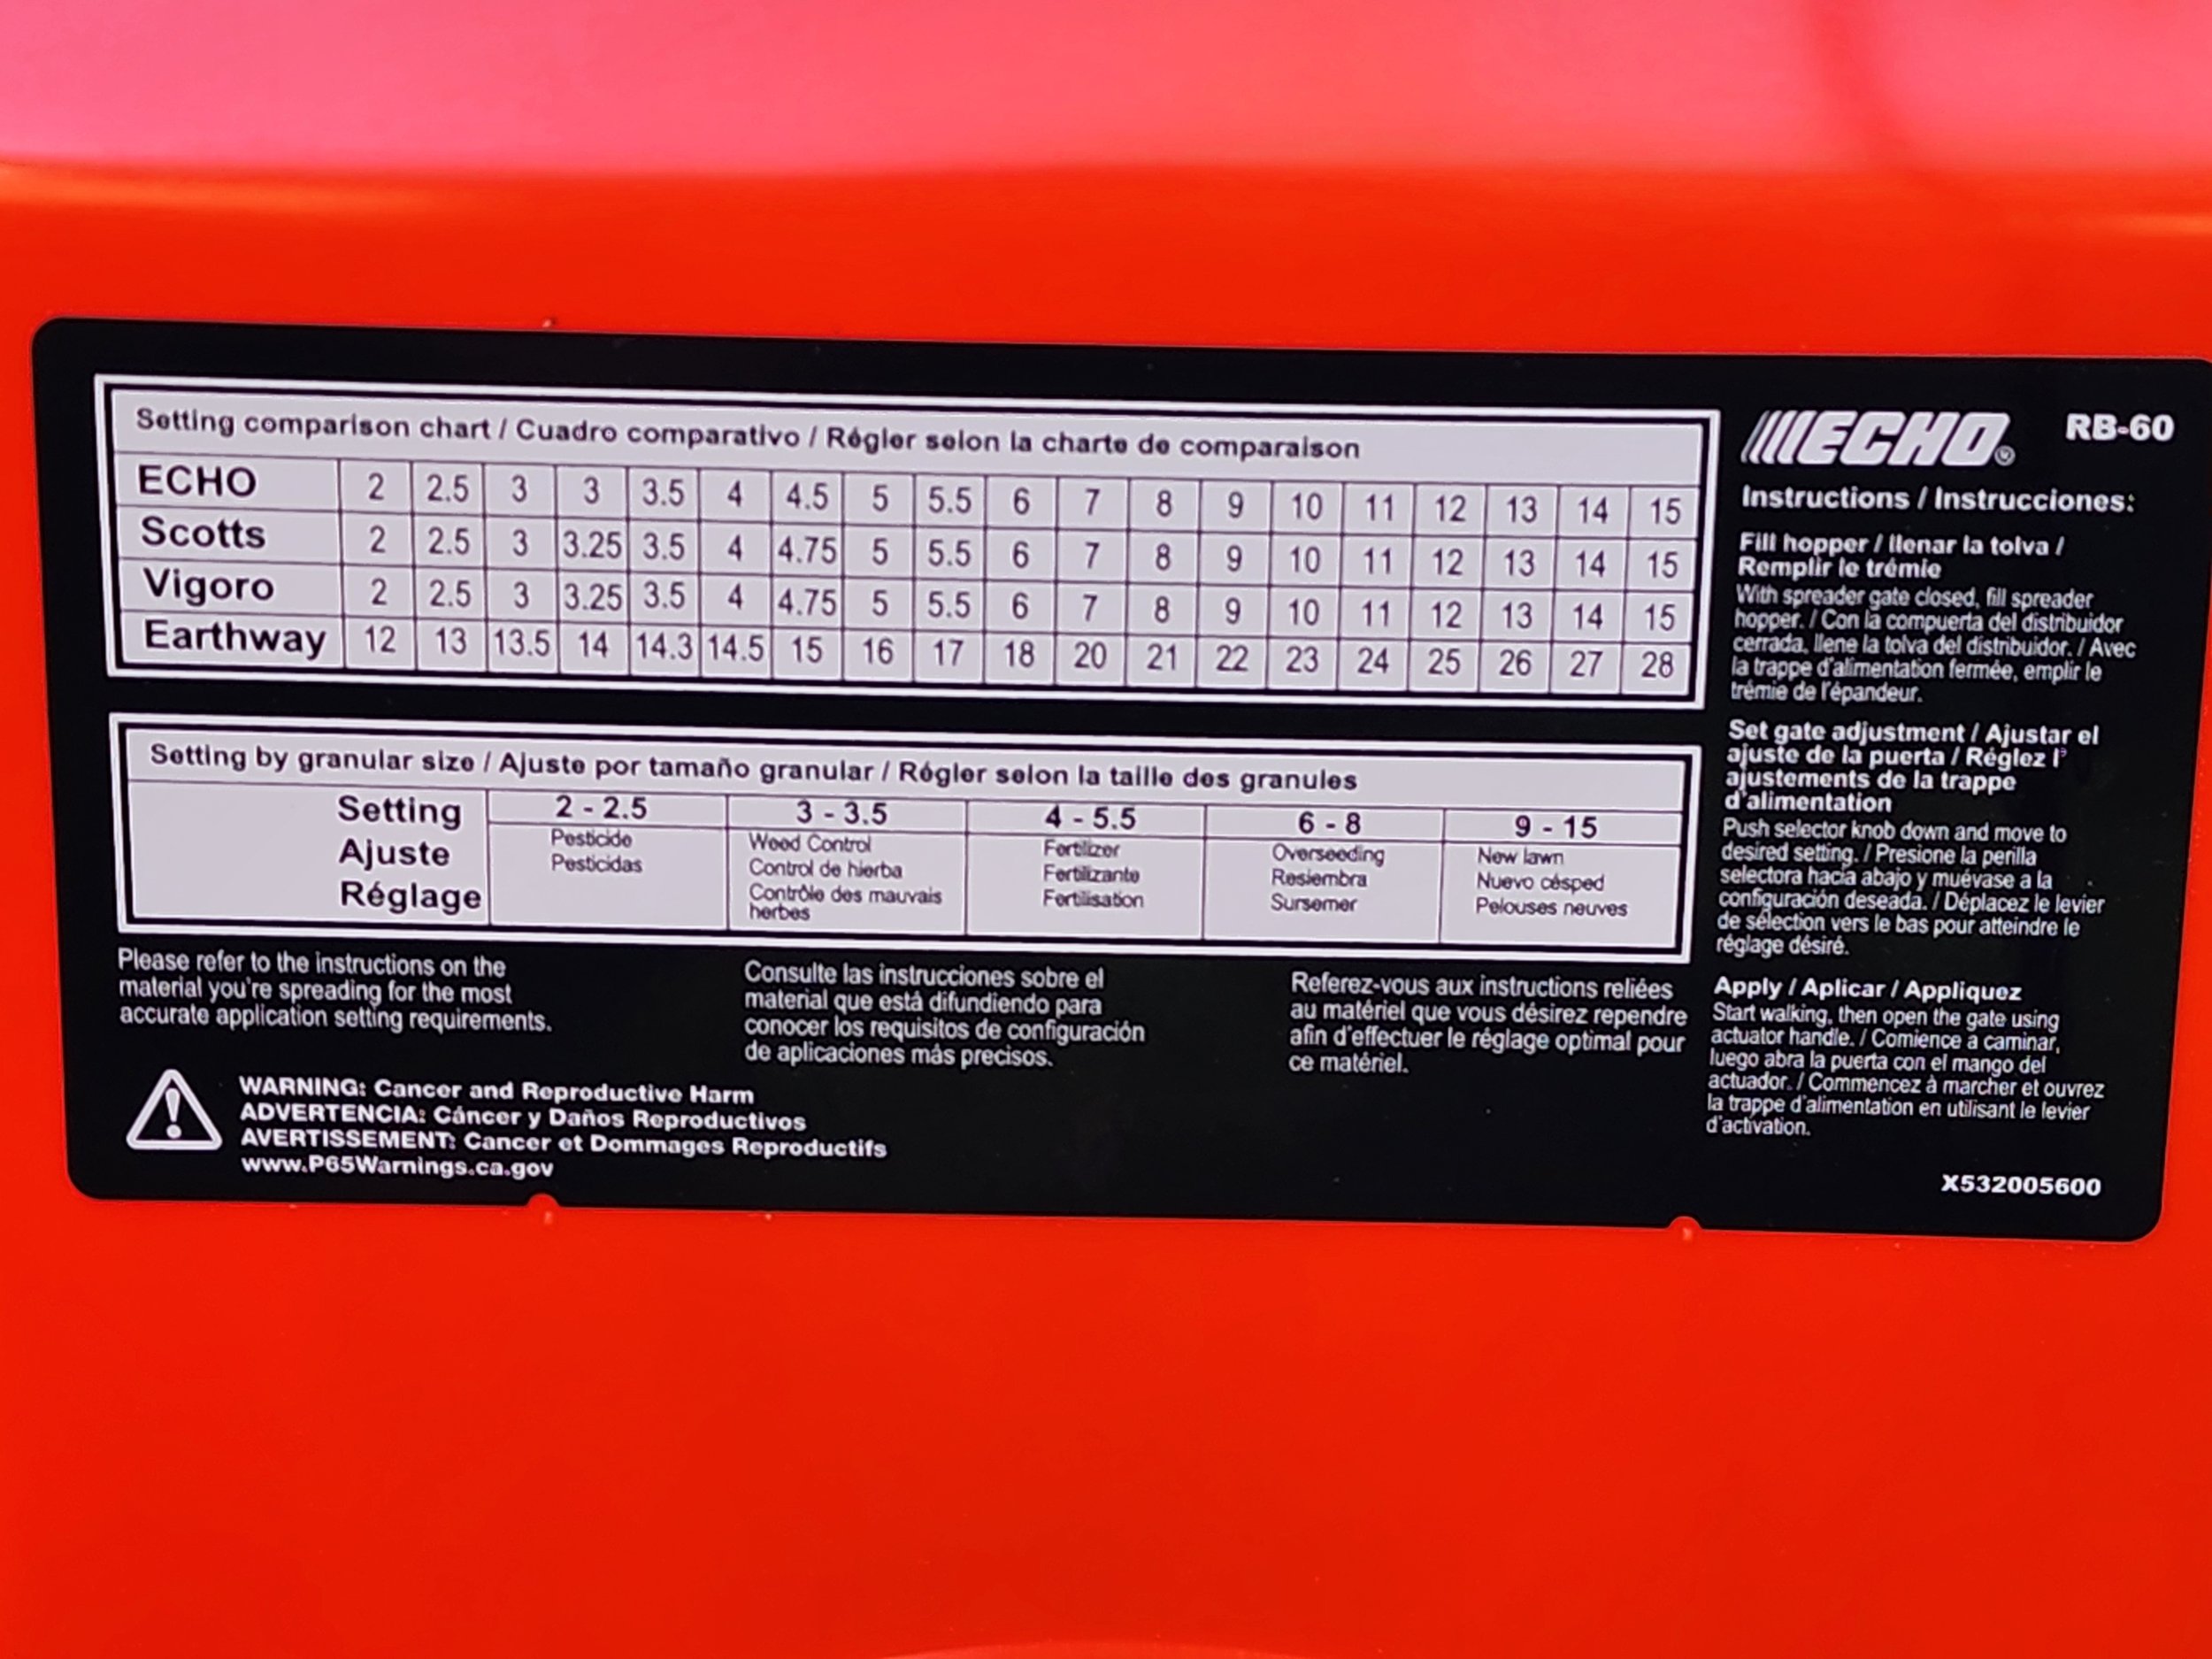 Setting comparison chart / Cuadro comparativo / Régler selon la charte de comparaison
ECHO 2 2.5 3 3 3.5 4 4.5 5 5.5 6 7 8 9 10 11 12 13 14 15
Scotts 2 2.5 3 3.25 3.5 4 4.75 5 5.5 6 7 8 9 10 11 12 13 14 15
Vigoro 2 2.5 3 3.25 3.5 4 4.75 5 5.5 6 7 8 9 10 11 12 13 14 15
Earthway 12 13 13.5 14 14.3 14.5 15 16 17 18 20 21 22 23 24 25 26 27 28
Setting by granular size / Ajuste por tamaño granular / Régler selon la taille des granules
Setting
Ajuste
Réglage
2 - 2.5
Pesticide
Pesticidas
3 - 3.5
Weed Control
Control de hierba
Contrôle des mauvais
herbes
4 - 5.5
Fertilizer
Fertilizante
Fertilisation
6 - 8
Overseeding
Resiembra
Sursemer
9 - 15
New lawn
Nuevo césped
Pelouses neuves
Please refer to the instructions on the
material you're spreading for the most
accurate application setting requirements.
Consulte las instrucciones sobre el
material que está difundiendo para
conocer los requisitos de configuración
de aplicaciones más precisos.
Referez-vous aux instructions reliées
au matériel que vous désirez rependre
afin d'effectuer le réglage optimal pour
ce matériel.
WARNING: Cancer and Reproductive Harm
ADVERTENCIA: Cáncer y Daños Reproductivos
AVERTISSEMENT: Cancer et Dommages Reproductifs
www.P65Warnings.ca.gov
ECHO® RB-60
Instructions / Instrucciones:
Fill hopper / llenar la tolva /
Remplir le trémie
With spreader gate closed, fill spreader
hopper. / Con la compuerta del distribuidor
cerrada, llene la tolva del distribuidor. / Avec
la trappe d'alimentation fermée, emplir le
trémie de l'épandeur.
Set gate adjustment / Ajustar el
ajuste de la puerta / Réglez l'
ajustements de la trappe
d'alimentation
Push selector knob down and move to
desired setting. / Presione la perilla
selectora hacia abajo y muévase a la
configuración deseada. / Déplacez le levier
de sélection vers le bas pour atteindre le
réglage désiré.
Apply / Aplicar / Appliquez
Start walking, then open the gate using
actuator handle. / Comience a caminar,
luego abra la puerta con el mango del
actuador. / Commencez à marcher et ouvrez
la trappe d'alimentation en utilisant le levier
d'activation.
X532005600